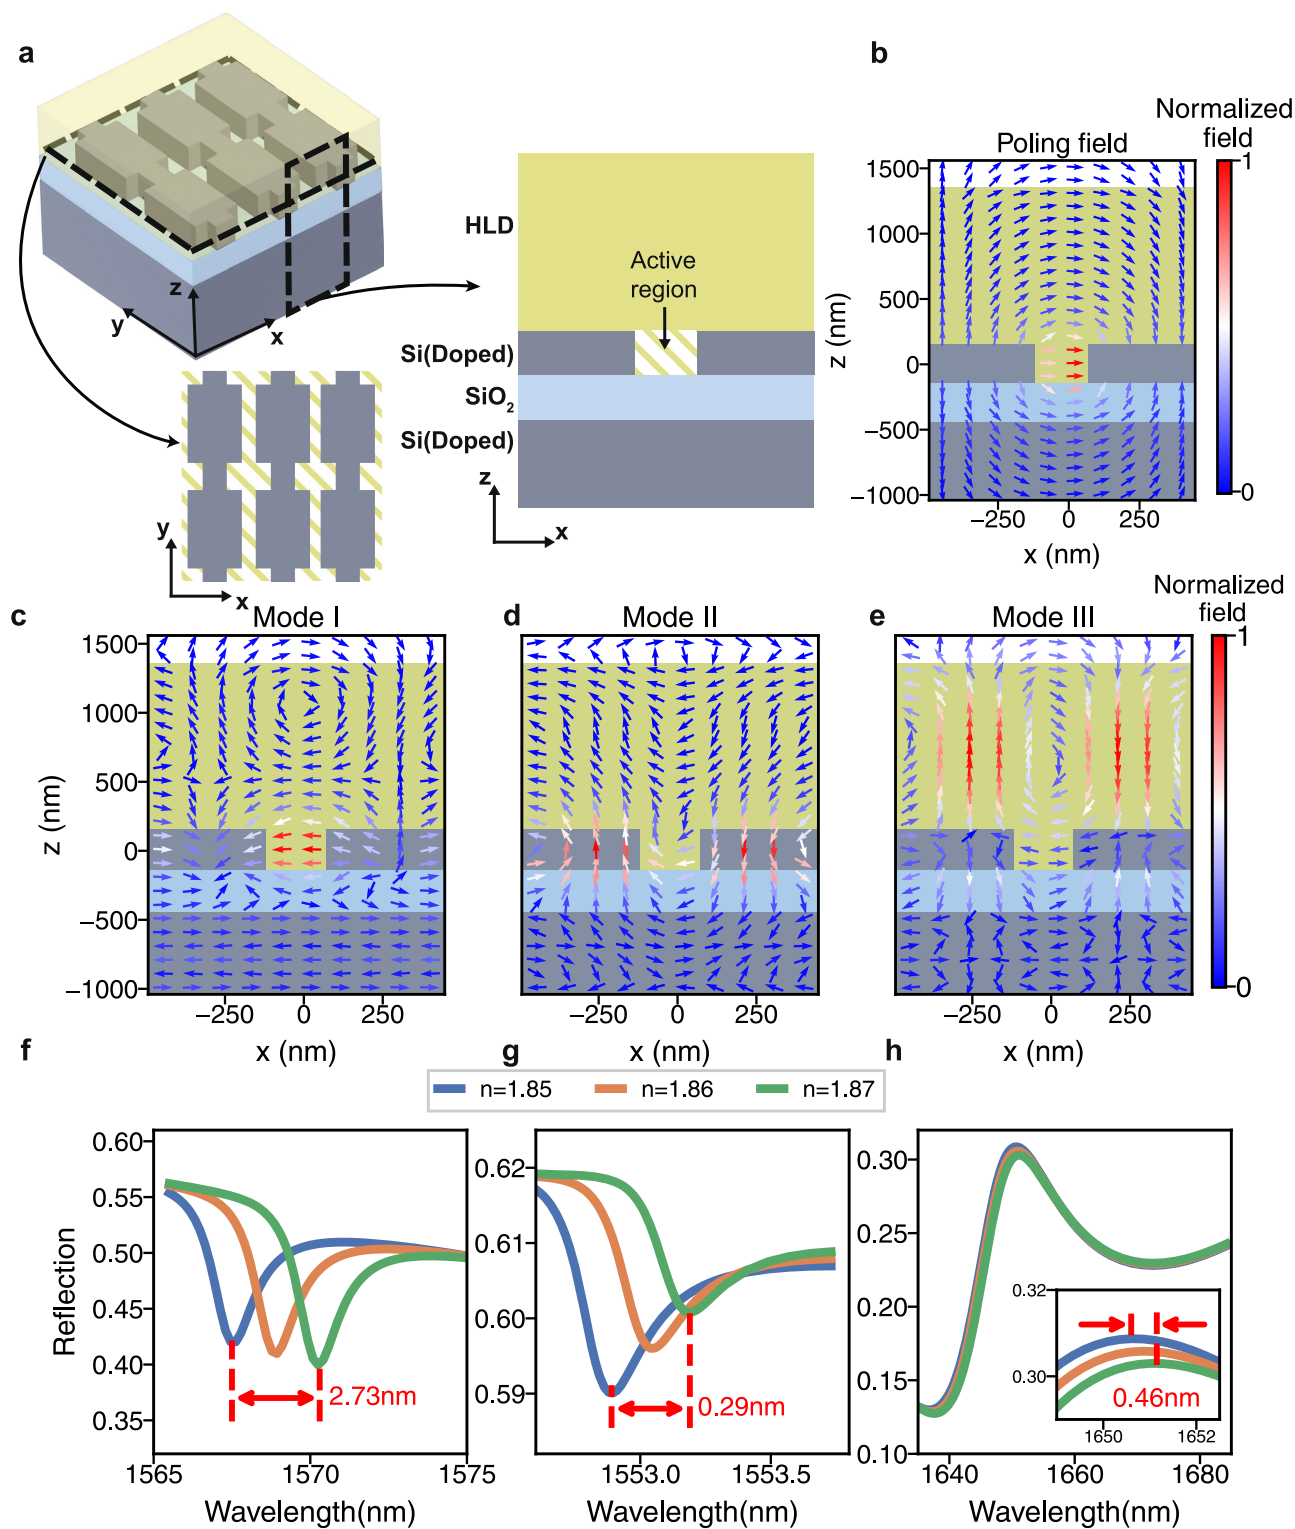 a
z
y
x
y
x
HLD
Active
region
Si(Doped)
SiO2
Si(Doped)
z
x
b
Poling field
Normalized
field
1
0
z (nm)
1500
1000
500
0
−500
−1000
−250
0
250
x (nm)
c
Mode I
z (nm)
1500
1000
500
0
−500
−1000
−250
0
250
x (nm)
d
Mode II
−250
0
250
x (nm)
e
Mode III
−250
0
250
x (nm)
Normalized
field
1
0
n=1.85
n=1.86
n=1.87
f
Reflection
0.60
0.55
0.50
0.45
0.40
0.35
2.73nm
1565
1570
1575
Wavelength(nm)
g
0.62
0.61
0.60
0.59
0.29nm
1553.0
1553.5
Wavelength(nm)
h
0.30
0.25
0.20
0.15
0.10
0.32
0.30
0.46nm
1650
1652
1640
1660
1680
Wavelength(nm)